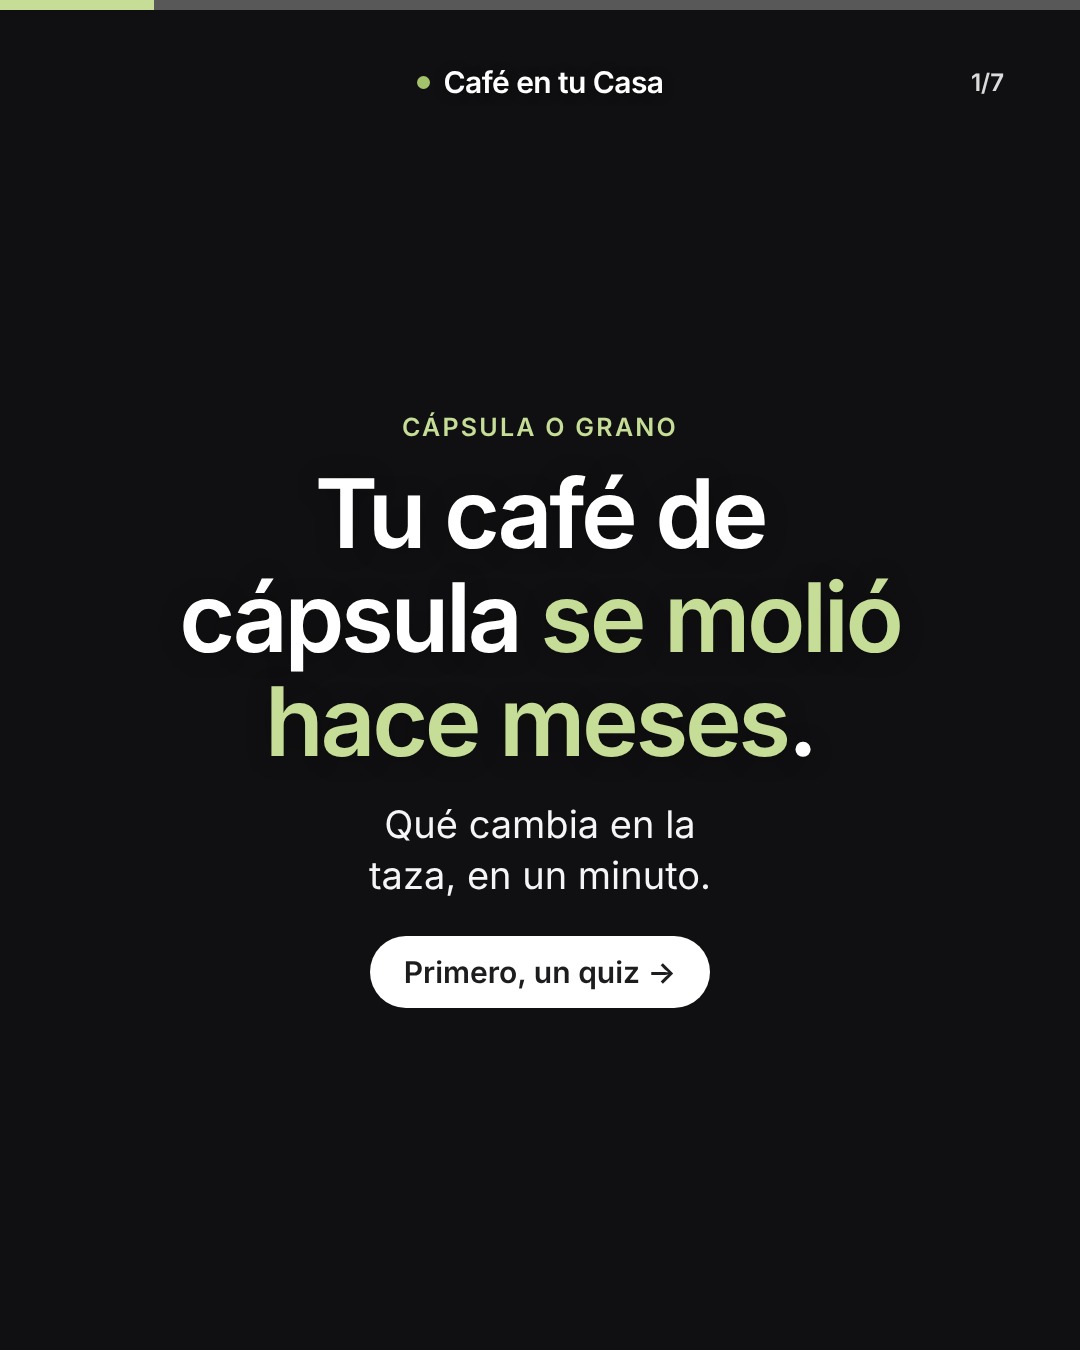 Café en tu Casa
1/7
CÁPSULA O GRANO
Tu café de
cápsula se molió
hace meses.
Qué cambia en la
taza, en un minuto.
Primero, un quiz →